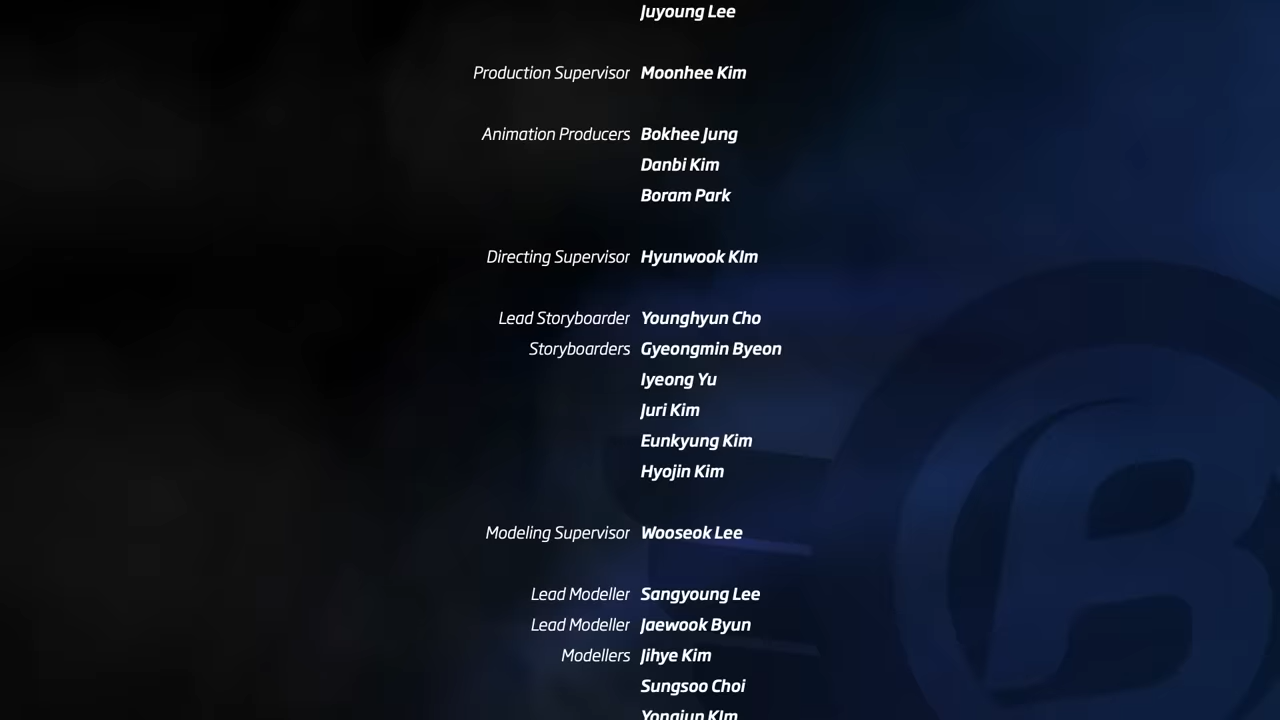 Juyoung Lee
Production Supervisor Moonhee Kim
Animation Producers Bokhee Jung
Danbi Kim
Boram Park
Directing Supervisor Hyunwook KIm
Lead Storyboarder Younghyun Cho
Storyboarders Gyeongmin Byeon
Iyeong Yu
Juri Kim
Eunkyung Kim
Hyojin Kim
Modeling Supervisor Wooseok Lee
Lead Modeller Sangyoung Lee
Lead Modeller Jaewook Byun
Modellers Jihye Kim
Sungsoo Choi
Yongjun KIm
B